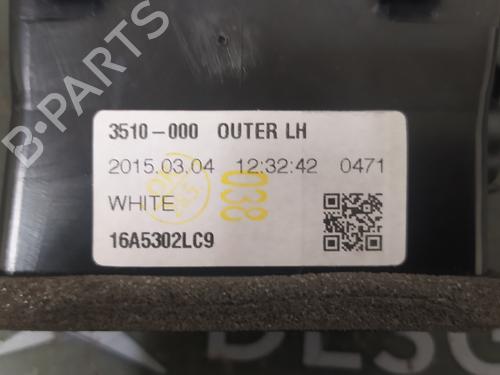 3510-000 OUTER LH
2015.03.04 12:32:42 0471
WHITE
038
16A5302LC9
B-PARTS